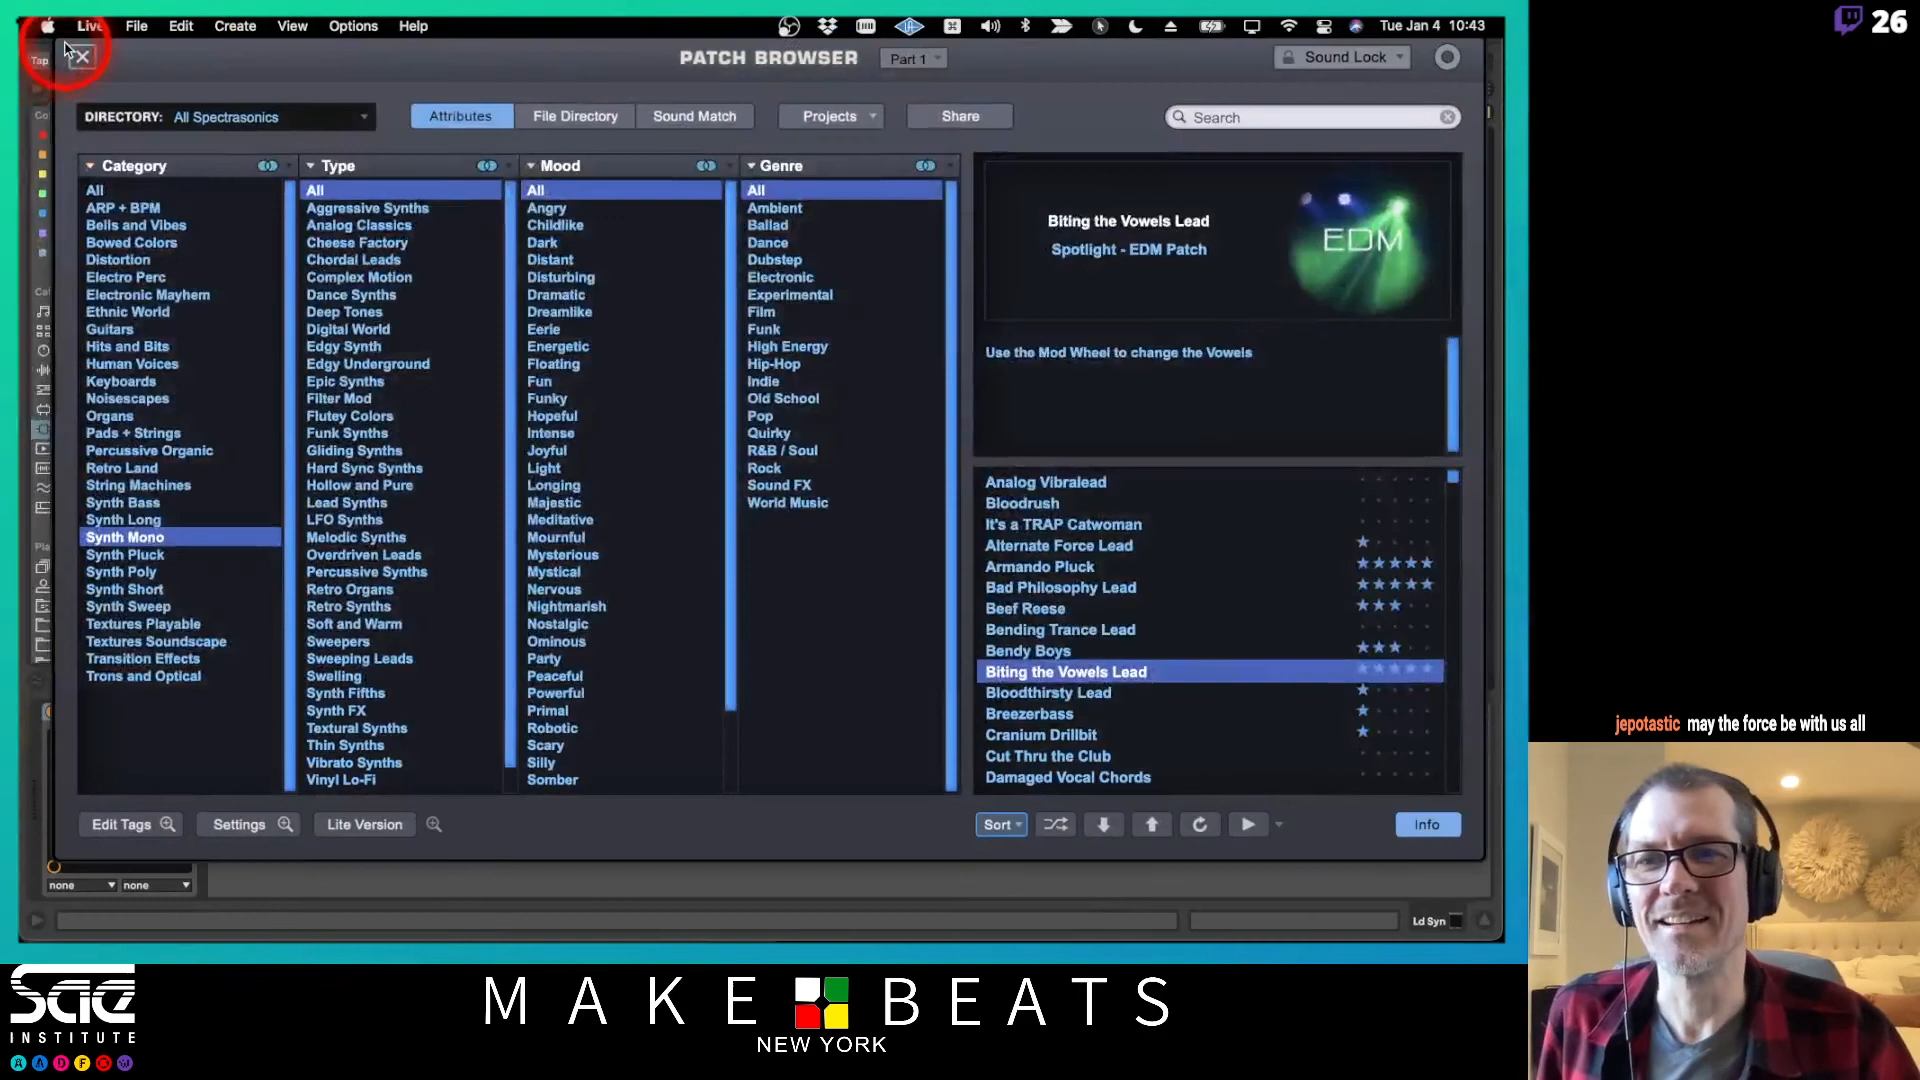 Live File Edit Create View Options Help
Tue Jan 4 10:43
26
Tap
PATCH BROWSER
Part 1
Sound Lock
DIRECTORY: All Spectrasonics
Attributes
File Directory
Sound Match
Projects
Share
Search
Category
All
ARP + BPM
Bells and Vibes
Bowed Colors
Distortion
Electro Perc
Electronic Mayhem
Ethnic World
Guitars
Hits and Bits
Human Voices
Keyboards
Noisescapes
Organs
Pads + Strings
Percussive Organic
Retro Land
String Machines
Synth Bass
Synth Long
Synth Mono
Synth Pluck
Synth Poly
Synth Short
Synth Sweep
Textures Playable
Textures Soundscape
Transition Effects
Trons and Optical
Type
All
Aggressive Synths
Analog Classics
Cheese Factory
Chordal Leads
Complex Motion
Dance Synths
Deep Tones
Digital World
Edgy Synth
Edgy Underground
Epic Synths
Filter Mod
Flutey Colors
Funk Synths
Gliding Synths
Hard Sync Synths
Hollow and Pure
Lead Synths
LFO Synths
Melodic Synths
Overdriven Leads
Percussive Synths
Retro Organs
Retro Synths
Soft and Warm
Sweepers
Sweeping Leads
Swelling
Synth Fifths
Synth FX
Textural Synths
Thin Synths
Vibrato Synths
Vinyl Lo-Fi
Mood
All
Angry
Childlike
Dark
Distant
Disturbing
Dramatic
Dreamlike
Eerie
Energetic
Floating
Fun
Funky
Hopeful
Intense
Joyful
Light
Longing
Majestic
Meditative
Mournful
Mysterious
Mystical
Nervous
Nightmarish
Nostalgic
Ominous
Party
Peaceful
Powerful
Primal
Robotic
Scary
Silly
Somber
Genre
All
Ambient
Ballad
Dance
Dubstep
Electronic
Experimental
Film
Funk
High Energy
Hip-Hop
Indie
Old School
Pop
Quirky
R&B / Soul
Rock
Sound FX
World Music
Biting the Vowels Lead
Spotlight - EDM Patch
EDM
Use the Mod Wheel to change the Vowels
Analog Vibralead
Bloodrush
It's a TRAP Catwoman
Alternate Force Lead
Armando Pluck
Bad Philosophy Lead
Beef Reese
Bending Trance Lead
Bendy Boys
Biting the Vowels Lead
Bloodthirsty Lead
Breezerbass
Cranium Drillbit
Cut Thru the Club
Damaged Vocal Chords
Edit Tags
Settings
Lite Version
Sort
Info
none none
Ld Syn
jepotastic may the force be with us all
sae
INSTITUTE
A A D F C W
MAKE BEATS
NEW YORK